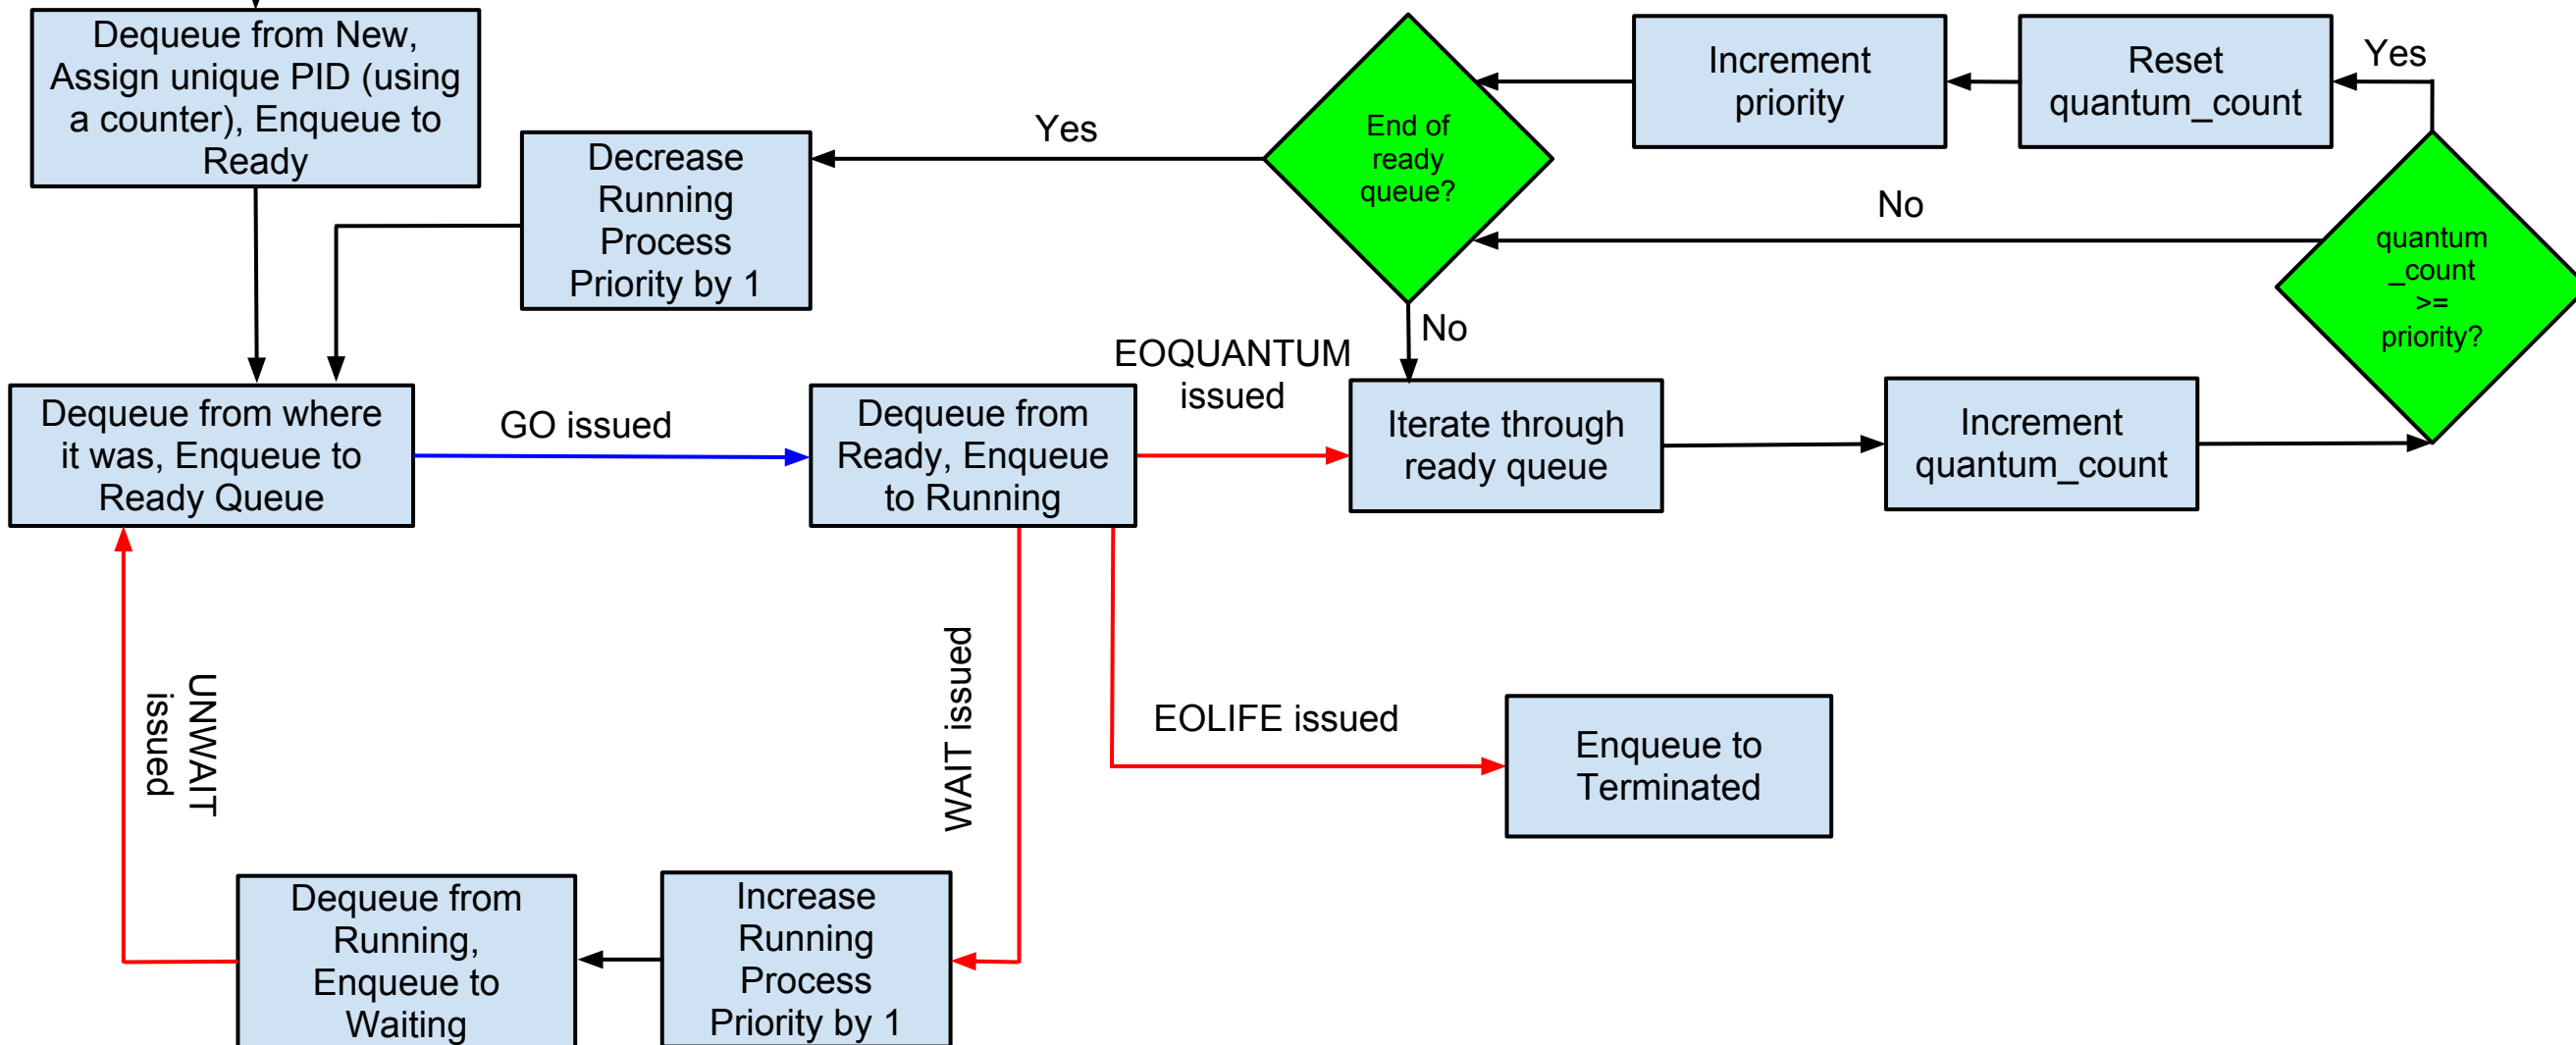 Dequeue from New,
Assign unique PID (using
a counter), Enqueue to
Ready
Decrease
Running
Process
Priority by 1
Yes
End of
ready
queue?
Increment
priority
Reset
quantum_count
Yes
No
quantum
_count
>=
priority?
No
Dequeue from where
it was, Enqueue to
Ready Queue
GO issued
Dequeue from
Ready, Enqueue
to Running
EOQUANTUM
issued
Iterate through
ready queue
Increment
quantum_count
UNWAIT
issued
WAIT issued
EOLIFE issued
Enqueue to
Terminated
Dequeue from
Running,
Enqueue to
Waiting
Increase
Running
Process
Priority by 1